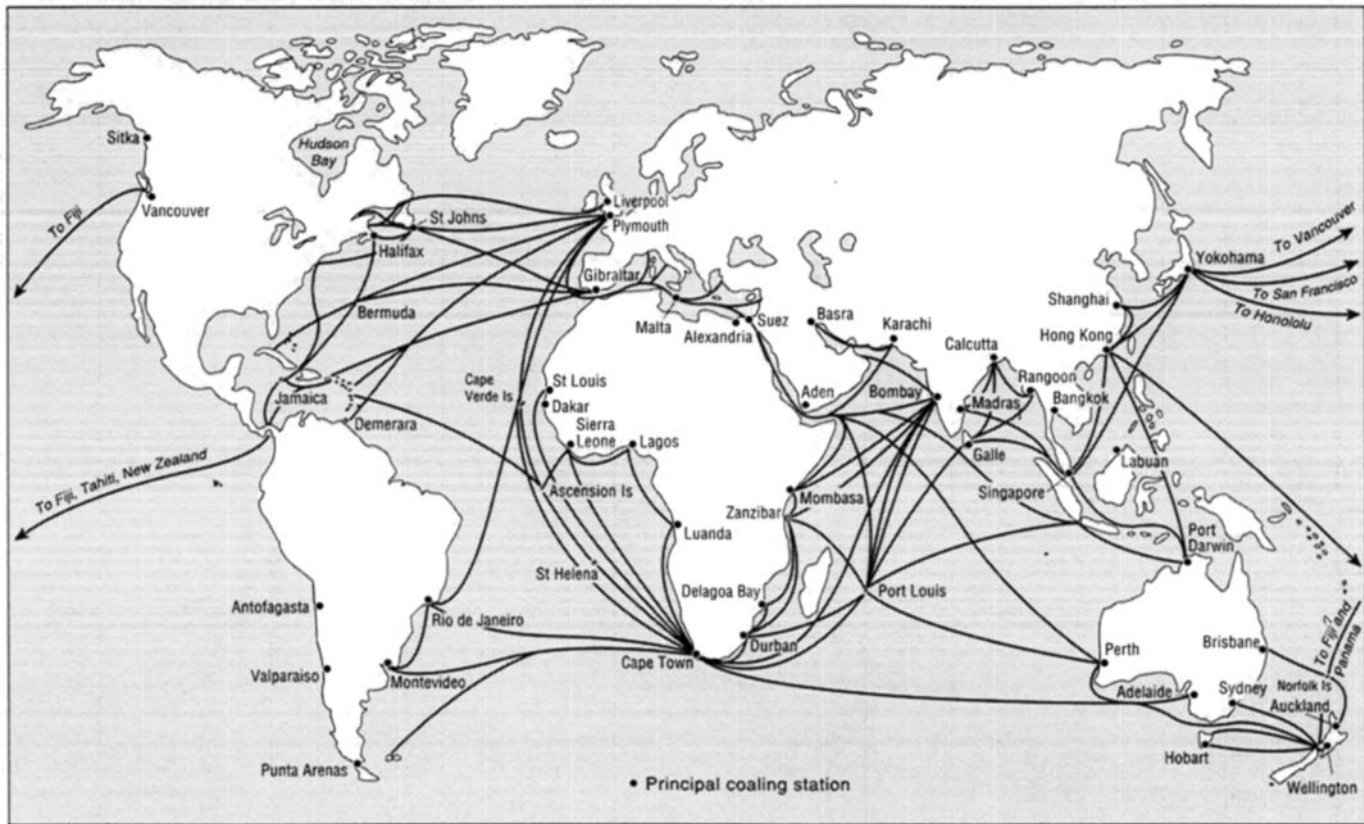 Sitka
Hudson
Bay
To Fiji
Vancouver
St Johns
Halifax
Liverpool
Plymouth
Gibraltar
Bermuda
Malta
Alexandria
Suez
Basra
Karachi
Calcutta
Shanghai
Hong Kong
Yokohama
To Vancouver
To San Francisco
To Honololu
Jamaica
Demerara
Cape
Verde Is
St Louis
Dakar
Sierra
Leone
Lagos
Aden
Bombay
Madras
Rangoon
Bangkok
Galle
Labuan
Singapore
To Fiji, Tahiti, New Zealand
Ascension Is
Luanda
St Helena
Mombasa
Zanzibar
Delagoa Bay
Port Louis
Port
Darwin
Antofagasta
Rio de Janeiro
Valparaiso
Montevideo
Punta Arenas
Cape Town
Durban
Perth
Adelaide
Brisbane
Sydney
To Fiji and
Panama
Norfolk Is
Auckland
Hobart
Wellington
Principal coaling station